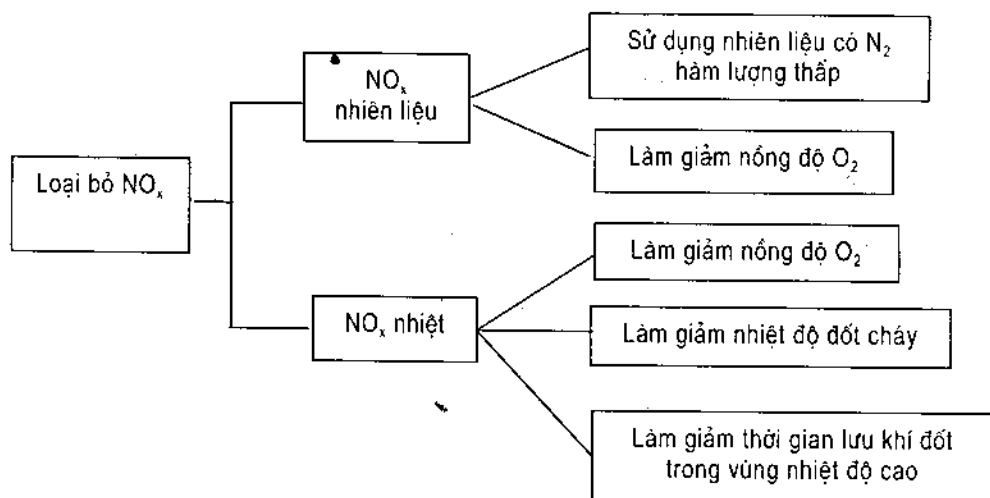 Loại bỏ NOₓ
NOₓ
nhiên liệu
Sử dụng nhiên liệu có N₂
hàm lượng thấp
Làm giảm nồng độ O₂
NOₓ nhiệt
Làm giảm nồng độ O₂
Làm giảm nhiệt độ đốt cháy
Làm giảm thời gian lưu khí đốt
trong vùng nhiệt độ cao